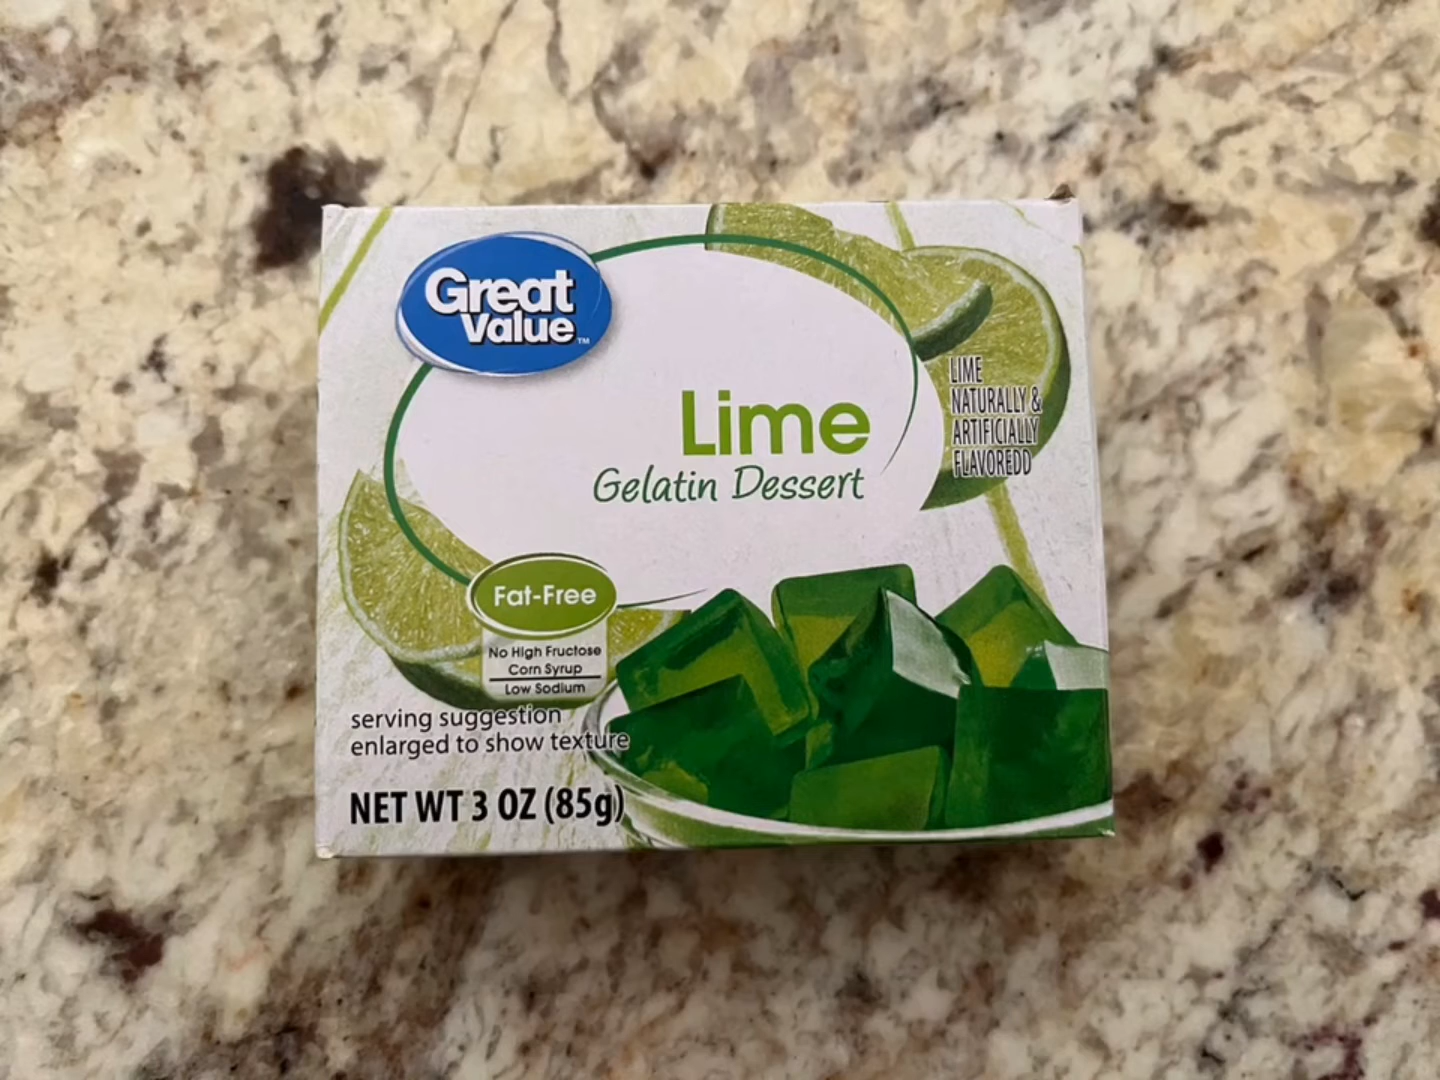 Great
Value™
Lime
Gelatin Dessert
LIME
NATURALLY &
ARTIFICIALLY
FLAVOREDD
Fat-Free
No High Fructose
Corn Syrup
Low Sodium
serving suggestion
enlarged to show texture
NET WT 3 OZ (85g)